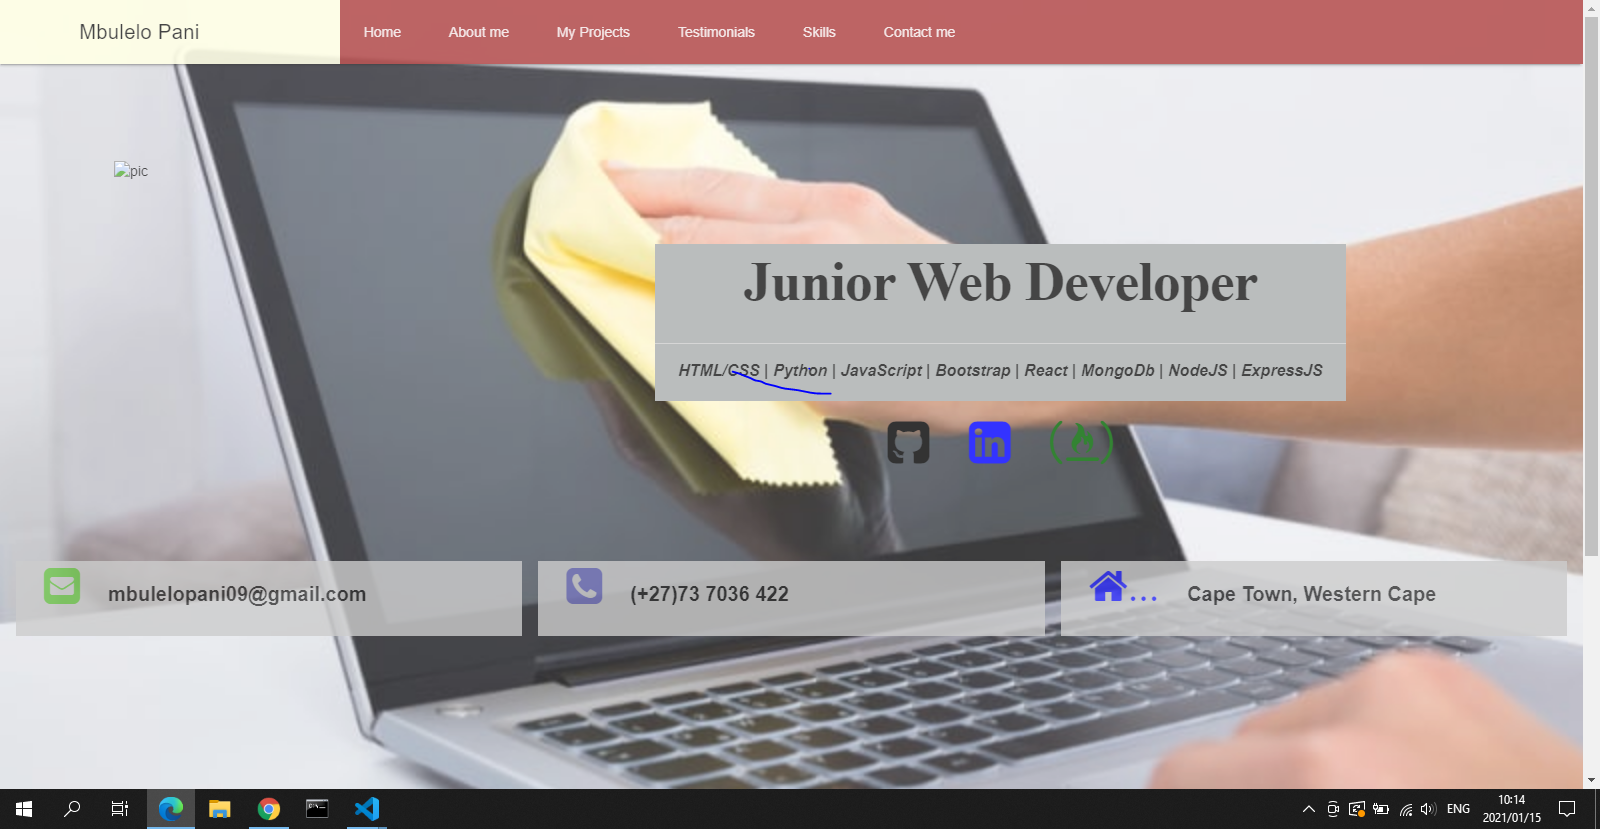 Mbulelo Pani
Home About me My Projects Testimonials Skills Contact me
pic
Junior Web Developer
HTML/CSS | Python | JavaScript | Bootstrap | React | MongoDb | NodeJS | ExpressJS
in
mbulelopani09@gmail.com
(+27)73 7036 422
... Cape Town, Western Cape
ENG
10:14
2021/01/15